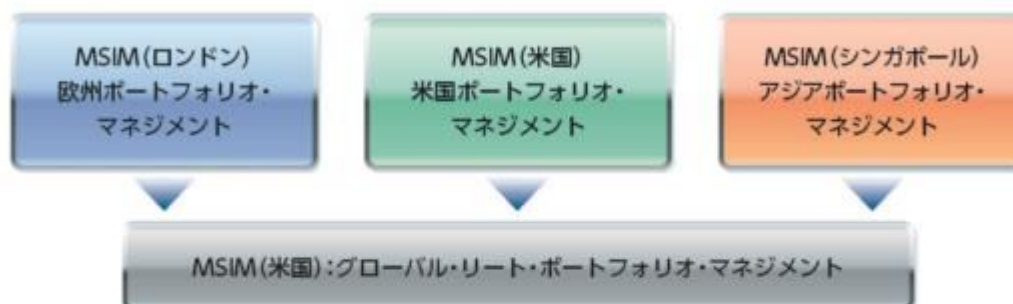 MSIM(ロンドン)
欧州ポートフォリオ・
マネジメント
MSIM(米国)
米国ポートフォリオ・
マネジメント
MSIM(シンガポール)
アジアポートフォリオ・
マネジメント
MSIM(米国):グローバル・リート・ポートフォリオ・マネジメント